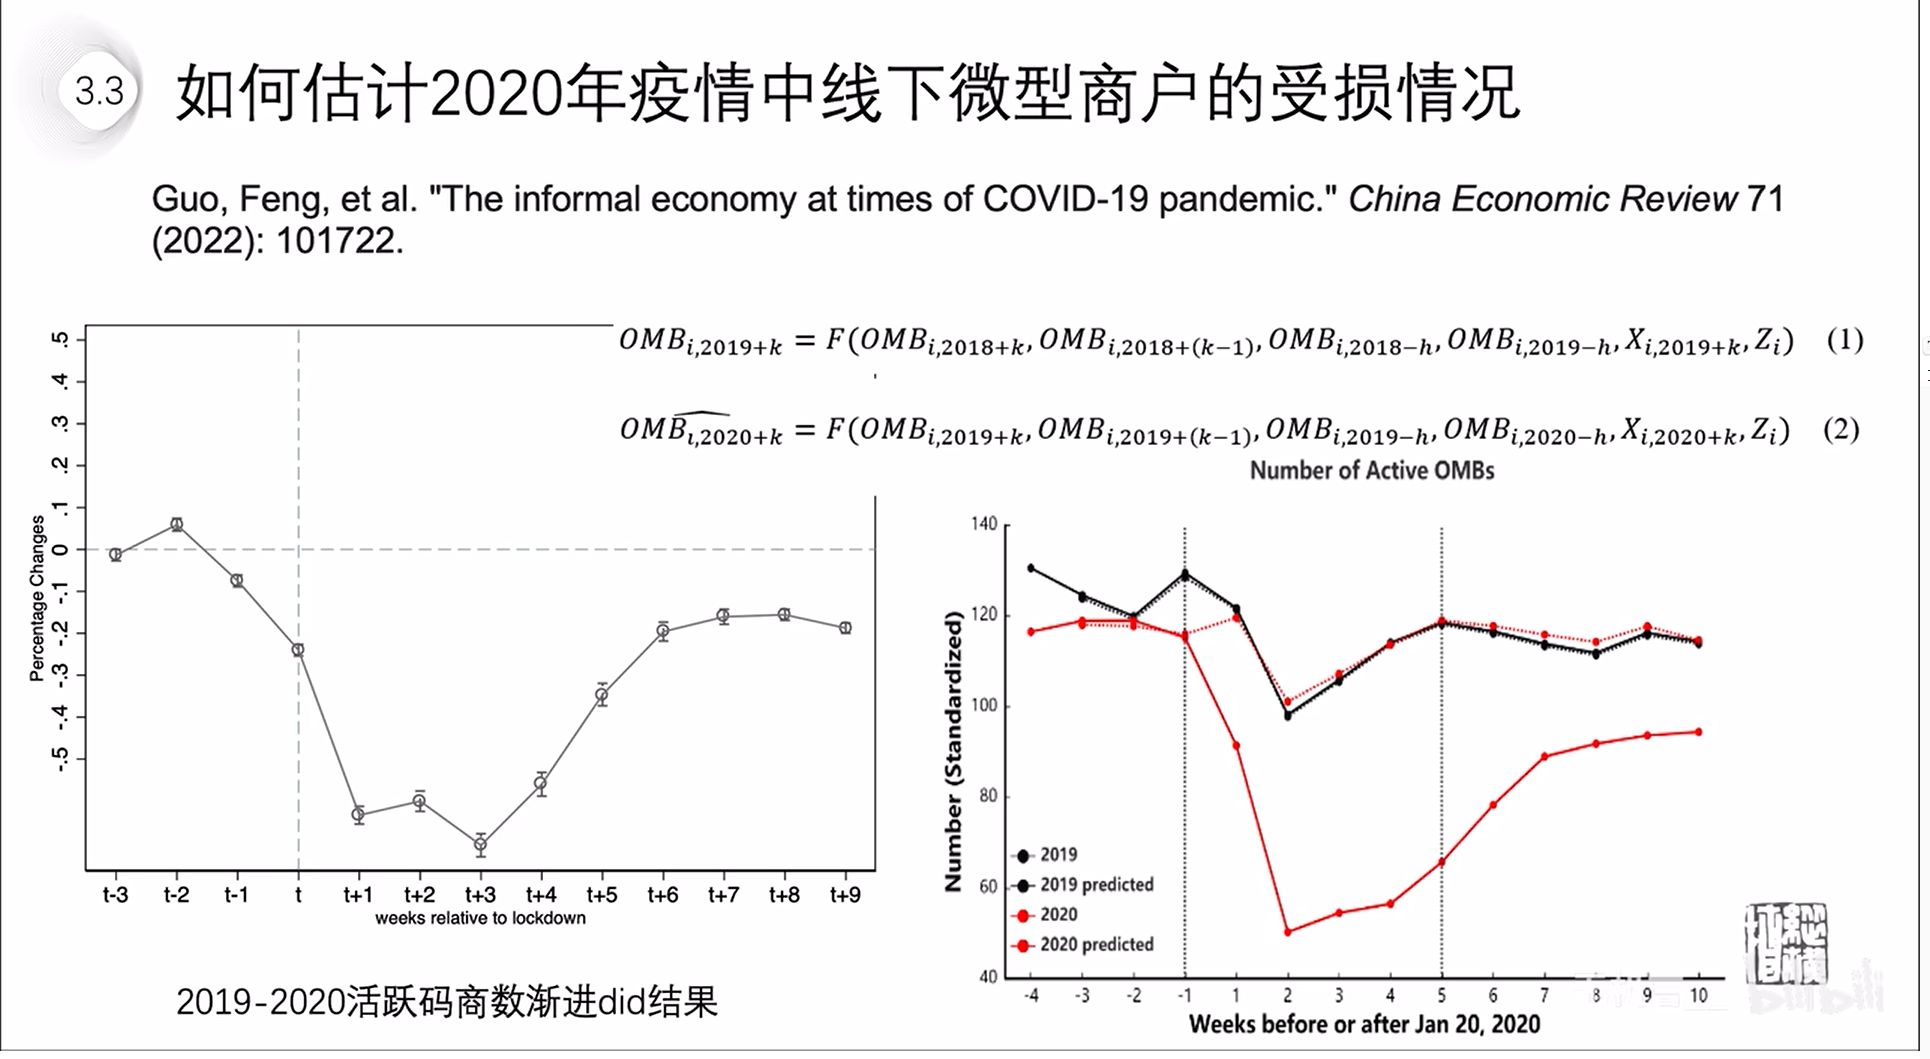 3.3
如何估计2020年疫情中线下微型商户的受损情况
Guo, Feng, et al. "The informal economy at times of COVID-19 pandemic." China Economic Review 71
(2022): 101722.
OMB_{i,2019+k} = F(OMB_{i,2018+k}, OMB_{i,2018+(k−1)}, OMB_{i,2018−h}, OMB_{i,2019−h}, X_{i,2019+k}, Z_i) (1)
\widehat{OMB_{i,2020+k}} = F(OMB_{i,2019+k}, OMB_{i,2019+(k−1)}, OMB_{i,2019−h}, OMB_{i,2020−h}, X_{i,2020+k}, Z_i) (2)
Percentage Changes
.5
.4
.3
.2
.1
0
-.1
-.2
-.3
-.4
-.5
t-3 t-2 t-1 t t+1 t+2 t+3 t+4 t+5 t+6 t+7 t+8 t+9
weeks relative to lockdown
2019-2020活跃码商数渐进did结果
Number of Active OMBs
Number (Standardized)
140
120
100
80
60
40
2019
2019 predicted
2020
2020 predicted
-4 -3 -2 -1 1 2 3 4 5 6 7 8 9 10
Weeks before or after Jan 20, 2020
bilibili